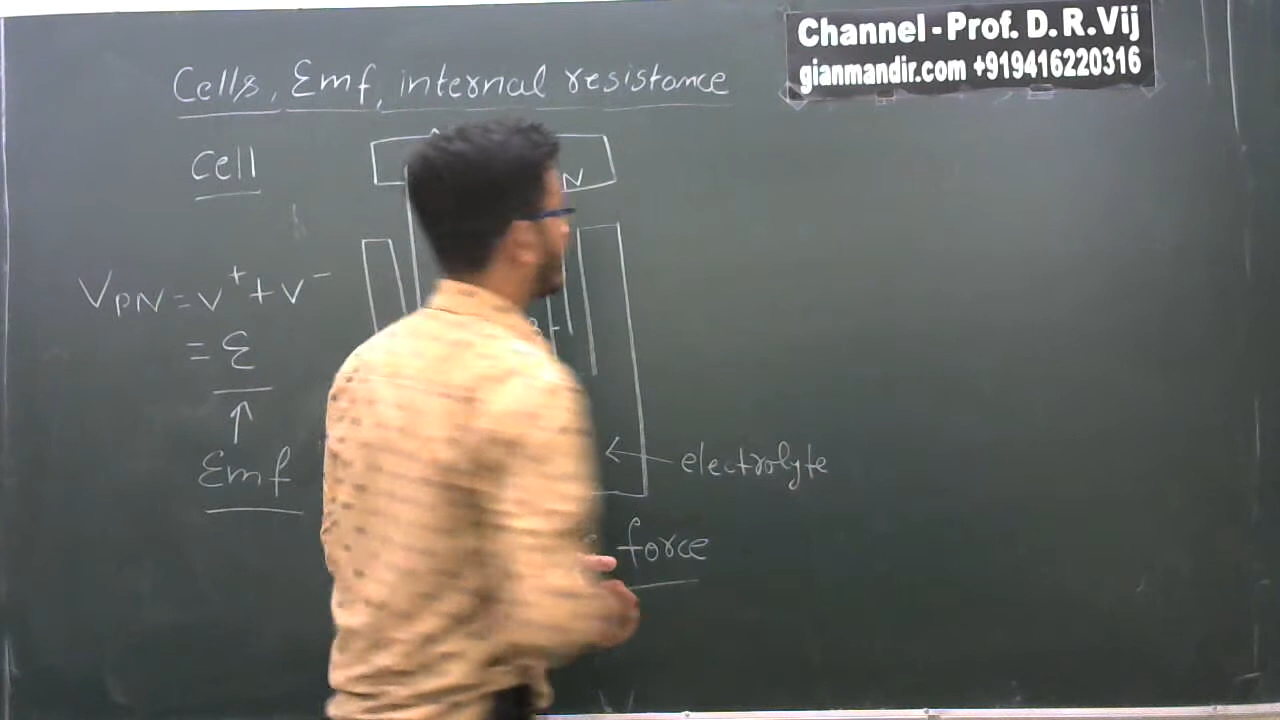 Channel - Prof. D. R. Vij
gianmandir.com +919416220316
Cells, Emf, internal resistance
Cell
N
V_PN = V⁺ + V⁻
= ε
↑
Emf
electrolyte
force